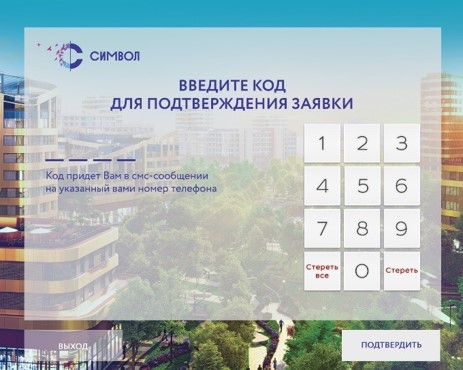 СИМВОЛ
ВВЕДИТЕ КОД
ДЛЯ ПОДТВЕРЖДЕНИЯ ЗАЯВКИ
Код придет Вам в смс-сообщении
на указанный вами номер телефона
1 2 3
4 5 6
7 8 9
Стереть все 0 Стереть
ВЫХОД
ПОДТВЕРДИТЬ